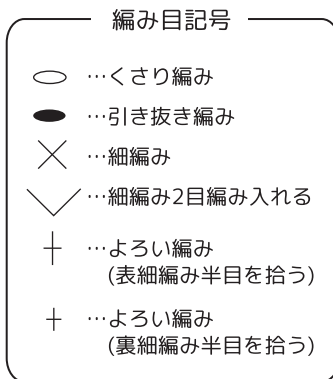 編み目記号
…くさり編み
…引き抜き編み
…細編み
…細編み2目編み入れる
…よろい編み
(表細編み半目を拾う)
…よろい編み
(裏細編み半目を拾う)